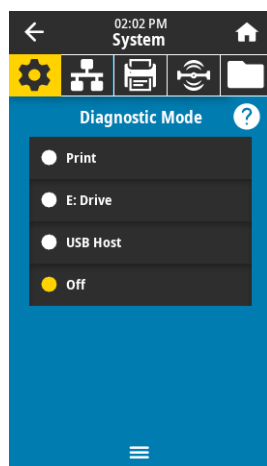 02:02 PM
System
Diagnostic Mode
?
Print
E: Drive
USB Host
Off